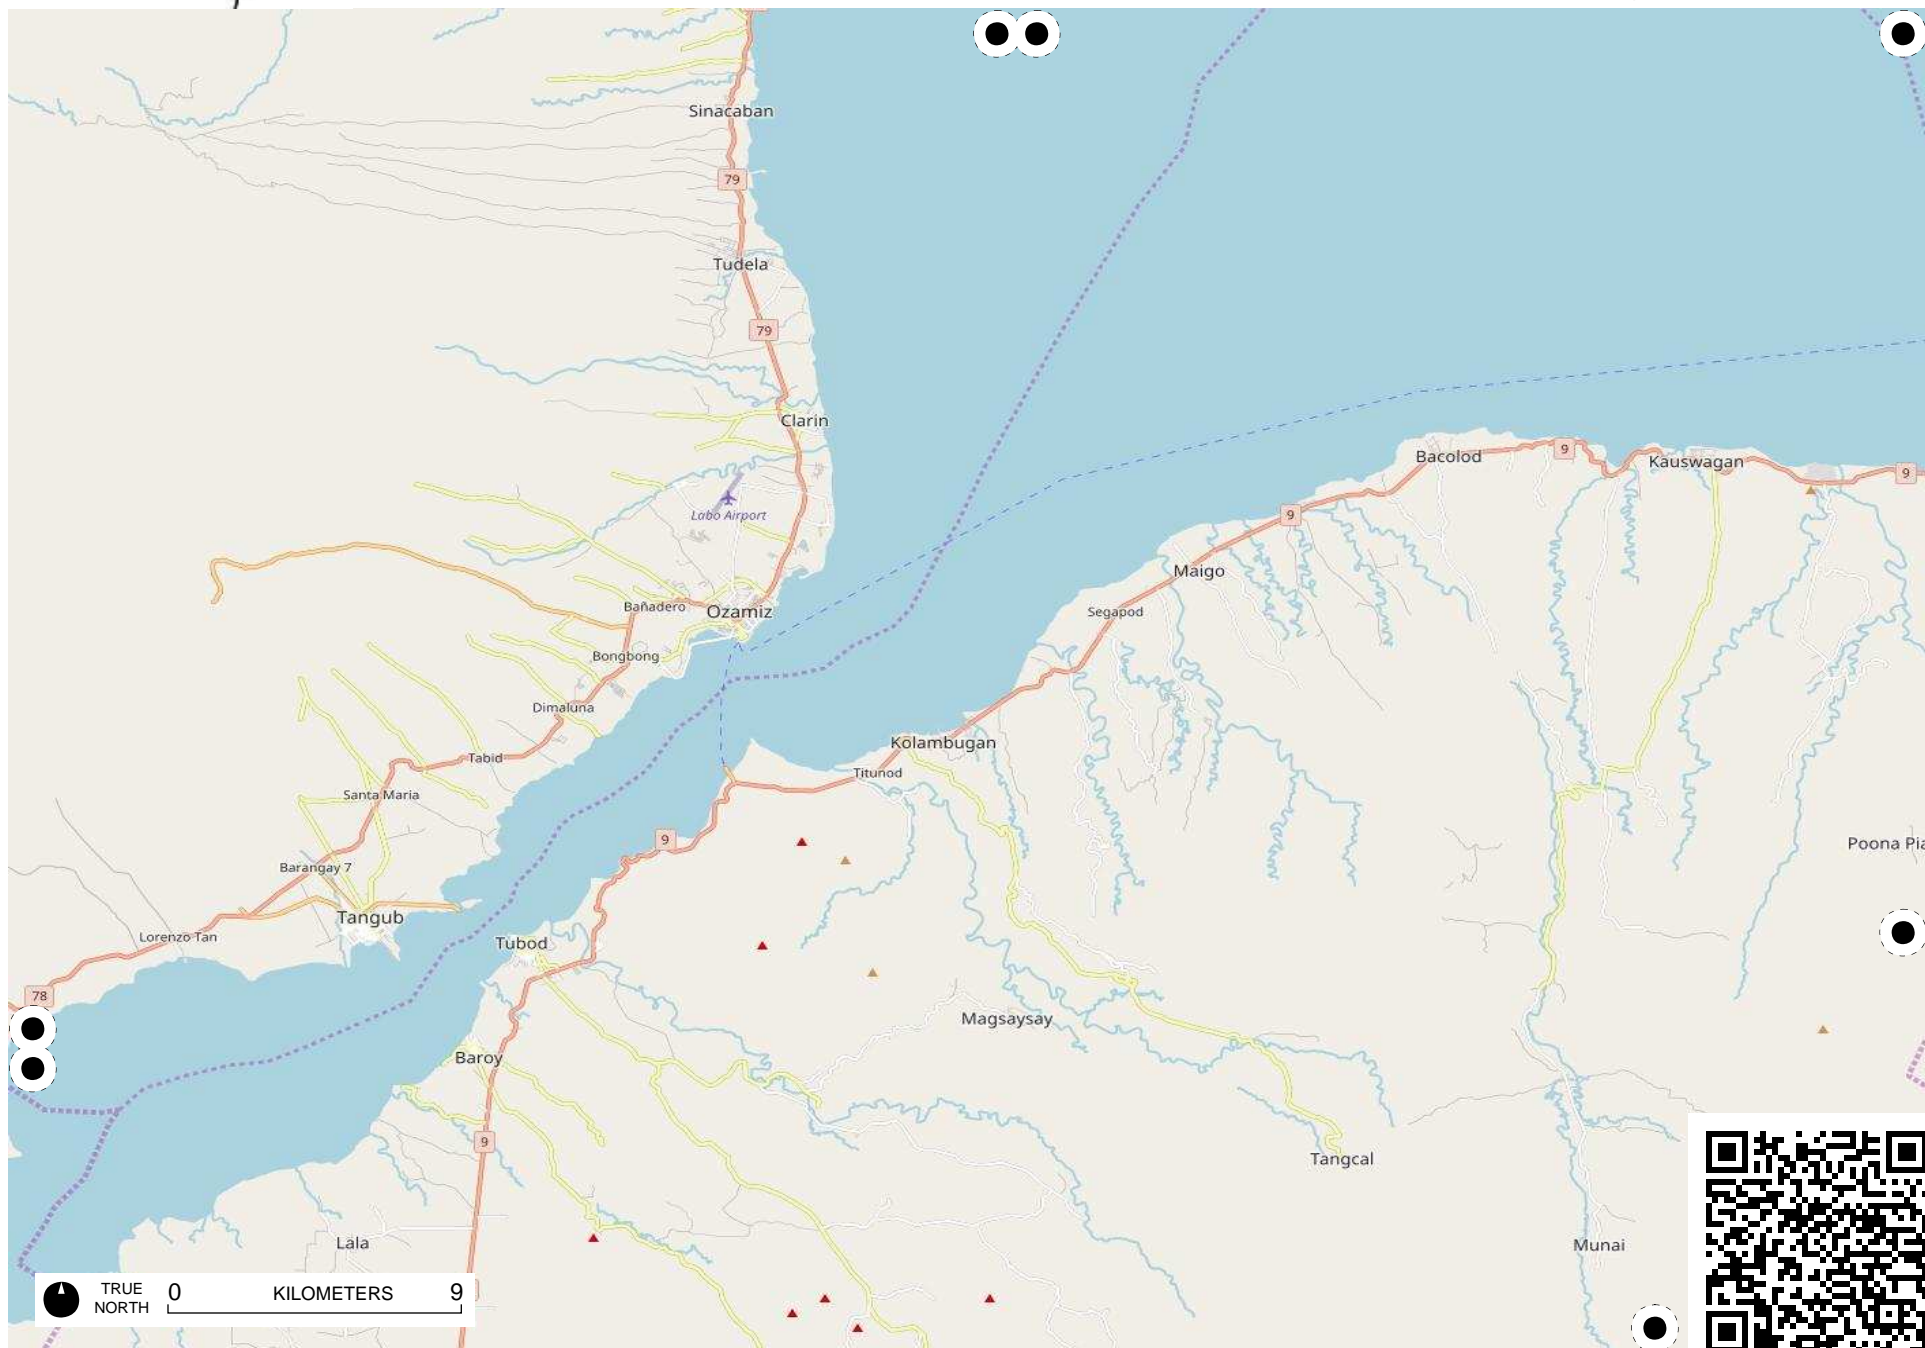 Sinacaban
79
Tudela
79
Clarin
Bacolod
9
Kauswagan
9
Labo Airport
9
Maigo
Bañadero
Ozamiz
Segapod
Bongbong
Dimaluna
Kolambugan
Tabid
Titunod
Santa Maria
9
Poona Pia
Barangay 7
Tangub
Lorenzo Tan
Tubod
78
Magsaysay
Baroy
9
Tangcal
Lala
Munai
TRUE
NORTH
0 KILOMETERS 9